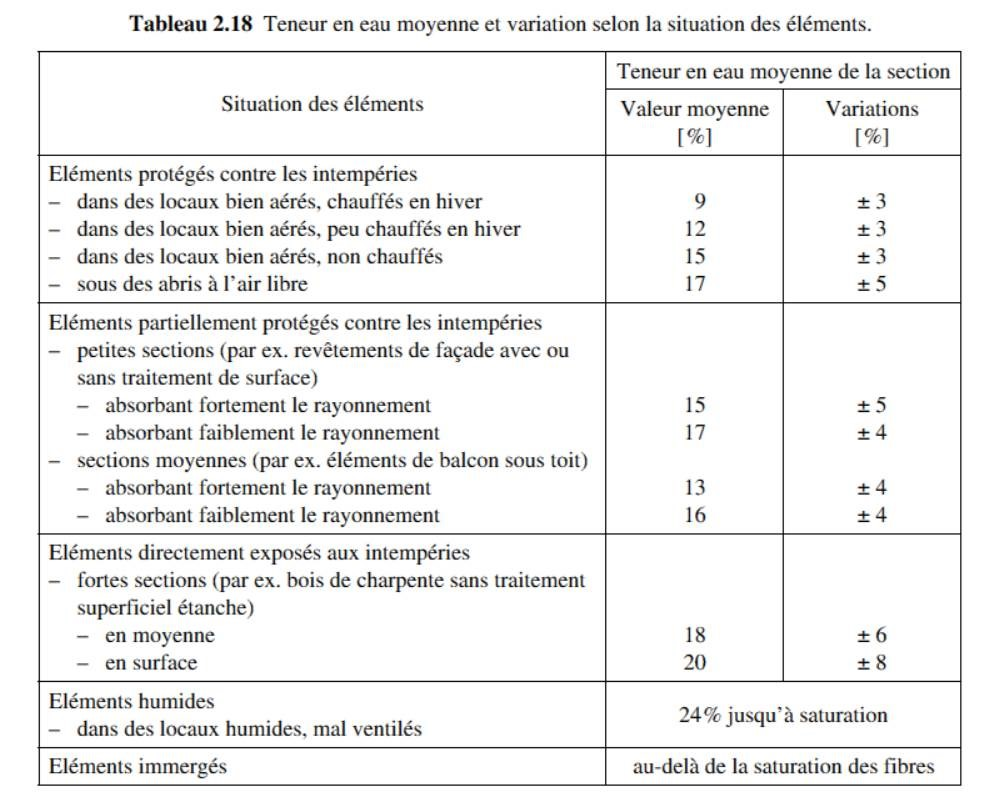 Tableau 2.18 Teneur en eau moyenne et variation selon la situation des éléments.
Situation des éléments
Teneur en eau moyenne de la section
Valeur moyenne [%]
Variations [%]
Eléments protégés contre les intempéries
– dans des locaux bien aérés, chauffés en hiver 9 ± 3
– dans des locaux bien aérés, peu chauffés en hiver 12 ± 3
– dans des locaux bien aérés, non chauffés 15 ± 3
– sous des abris à l'air libre 17 ± 5
Eléments partiellement protégés contre les intempéries
– petites sections (par ex. revêtements de façade avec ou
sans traitement de surface)
– absorbant fortement le rayonnement 15 ± 5
– absorbant faiblement le rayonnement 17 ± 4
– sections moyennes (par ex. éléments de balcon sous toit)
– absorbant fortement le rayonnement 13 ± 4
– absorbant faiblement le rayonnement 16 ± 4
Eléments directement exposés aux intempéries
– fortes sections (par ex. bois de charpente sans traitement
superficiel étanche)
– en moyenne 18 ± 6
– en surface 20 ± 8
Eléments humides
– dans des locaux humides, mal ventilés 24% jusqu'à saturation
Eléments immergés au-delà de la saturation des fibres